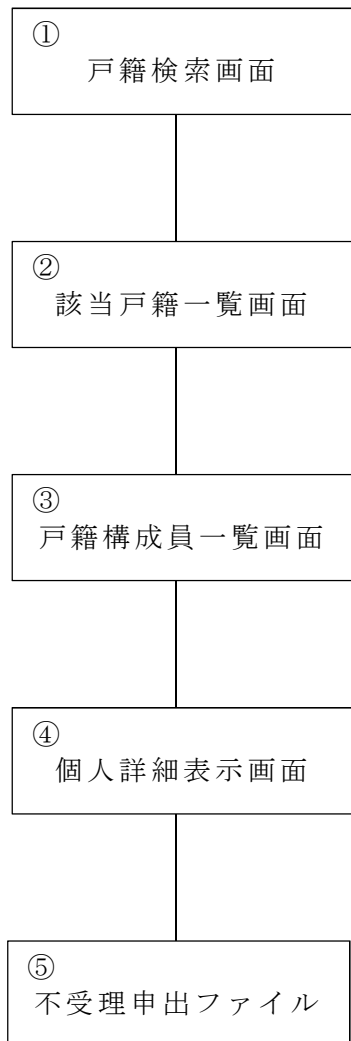 ①
戸籍検索画面
②
該当戸籍一覧画面
③
戸籍構成員一覧画面
④
個人詳細表示画面
⑤
不受理申出ファイル